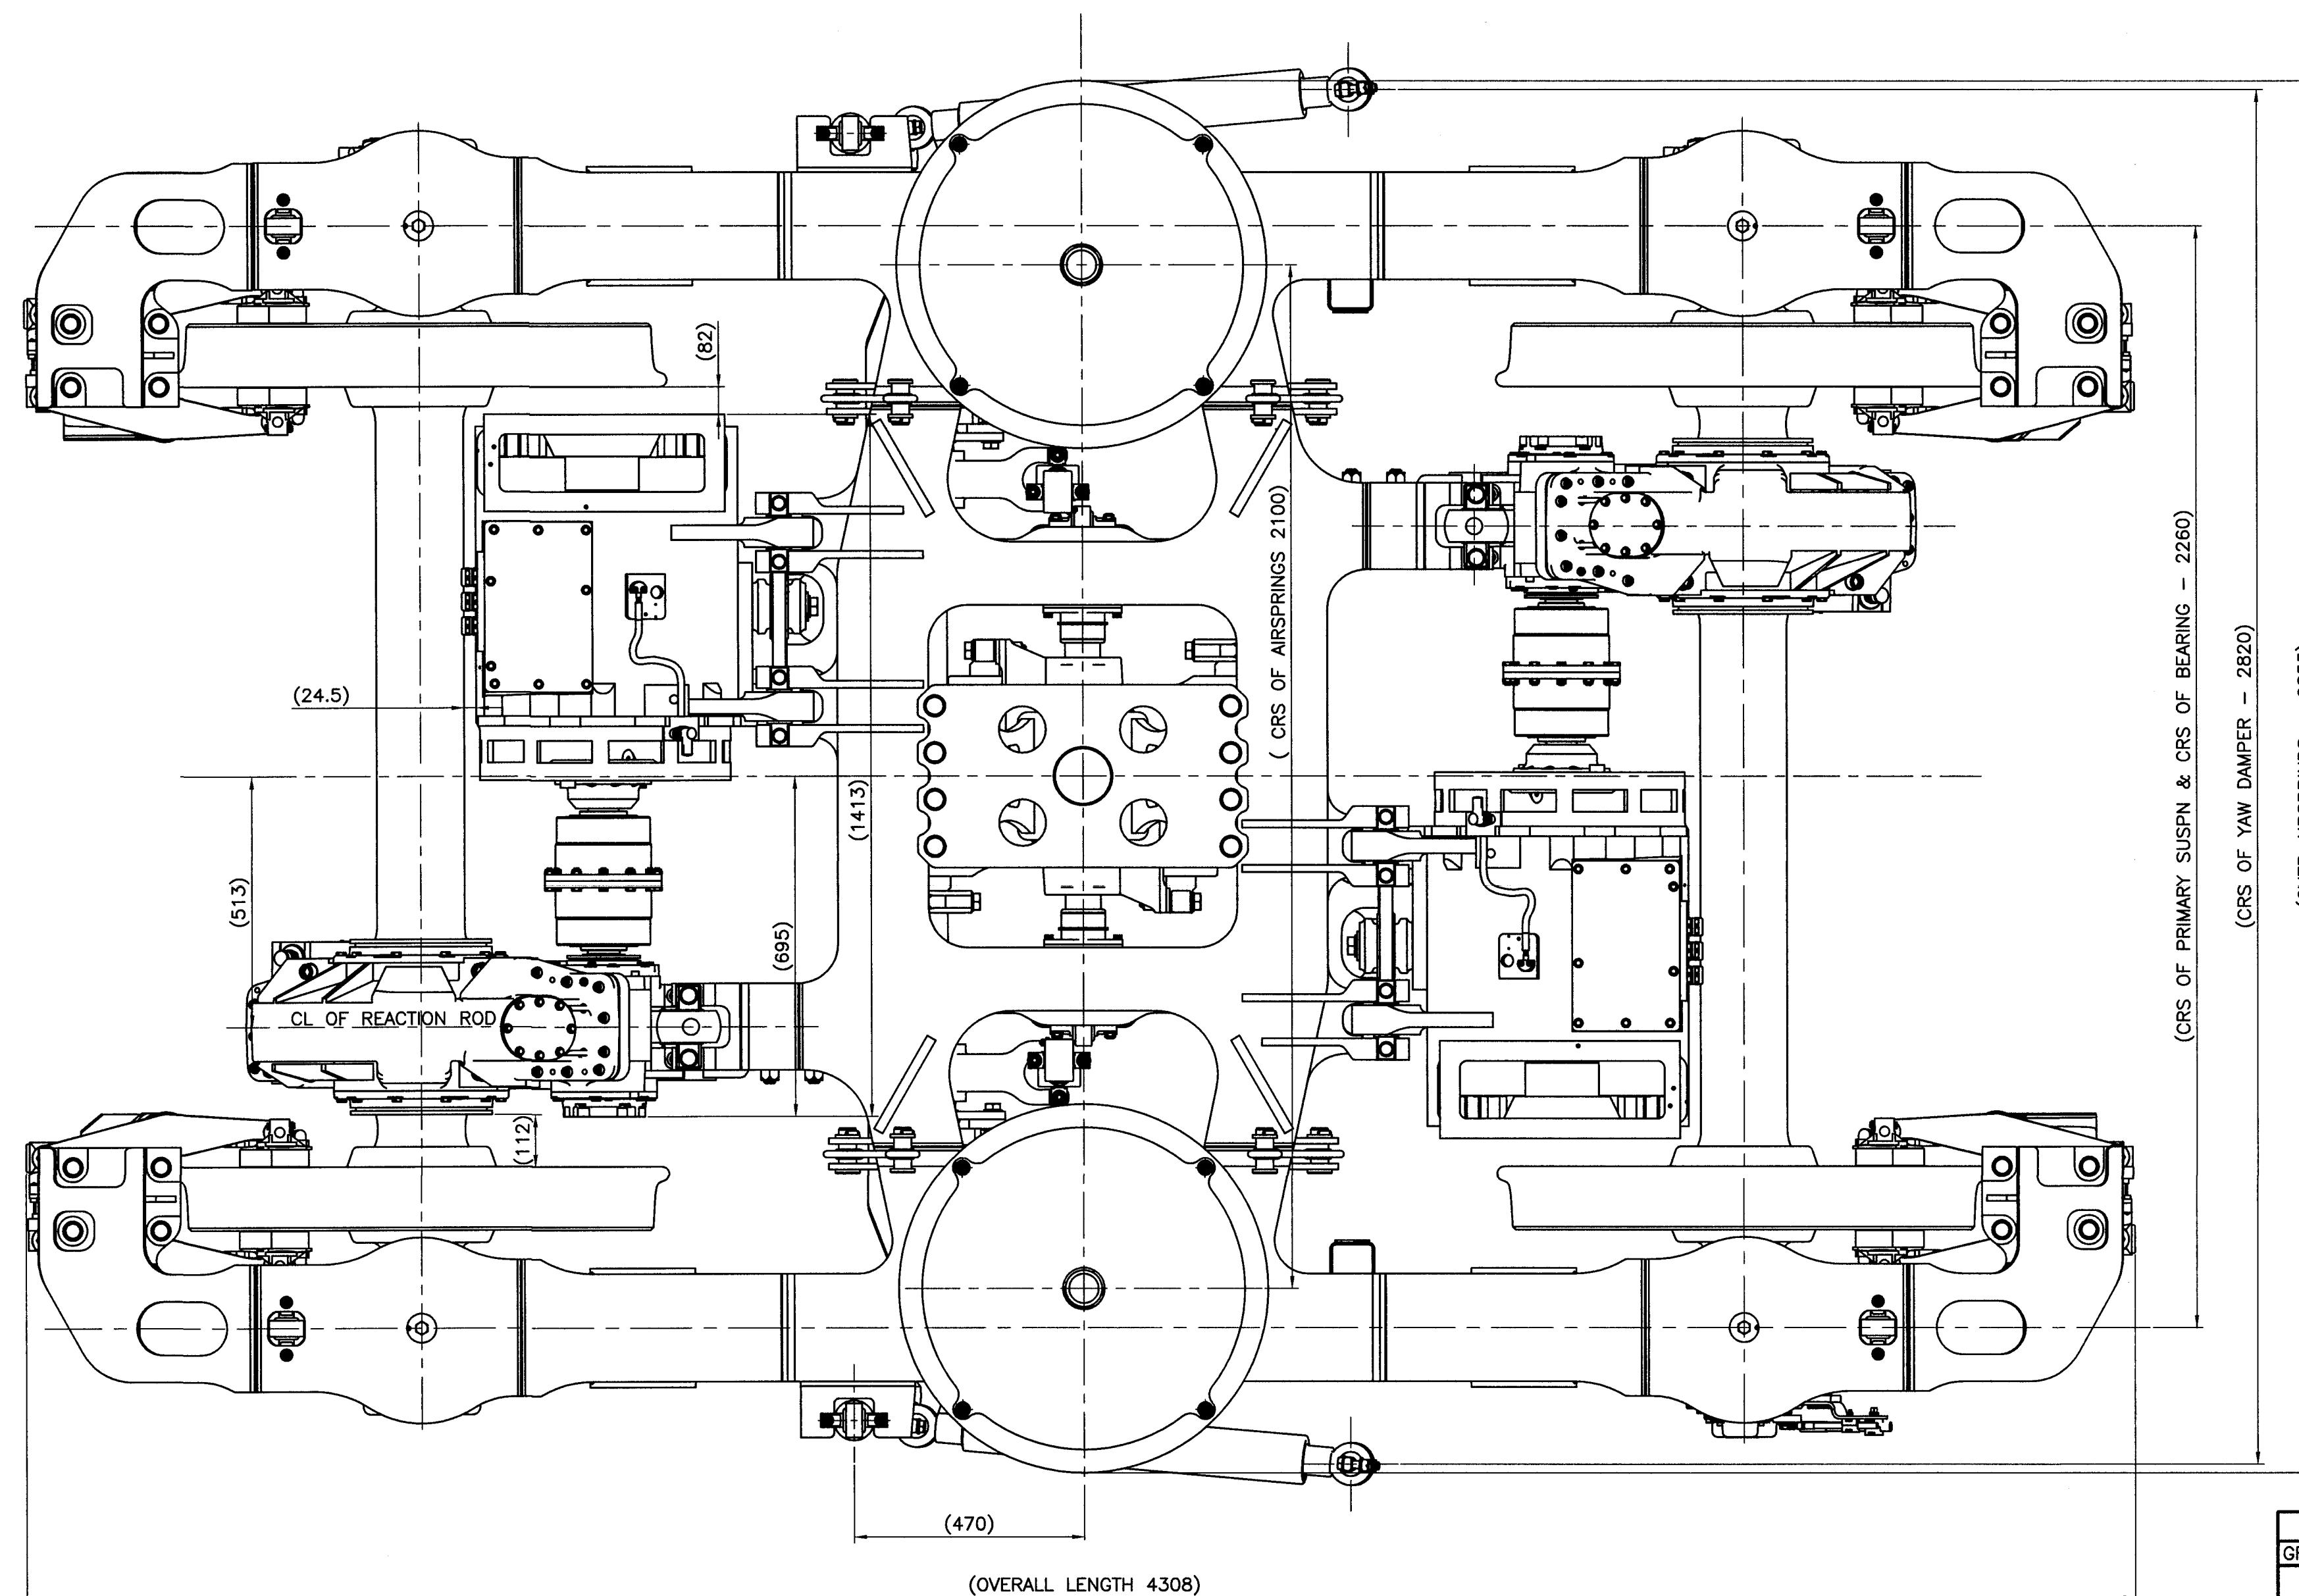 (82)
( CRS OF AIRSPRINGS 2100)
(CRS OF PRIMARY SUSPN & CRS OF BEARING - 2260)
(CRS OF YAW DAMPER - 2820)
(24.5)
(1413)
(513)
(695)
CL OF REACTION ROD
(112)
(470)
(OVERALL LENGTH 4308)